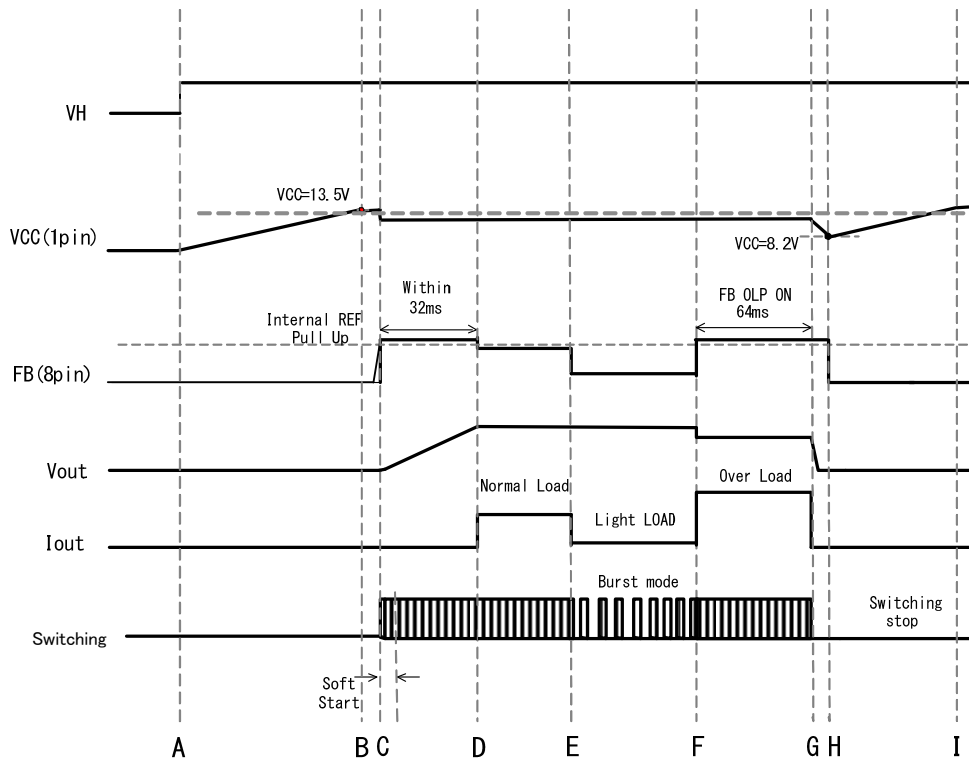 VH
VCC=13.5V
VCC(1pin)
VCC=8.2V
Within
32ms
FB OLP ON
64ms
Internal REF
Pull Up
FB(8pin)
Vout
Normal Load
Over Load
Light LOAD
Iout
Burst mode
Switching
Switching
stop
Soft
Start
A B C D E F G H I